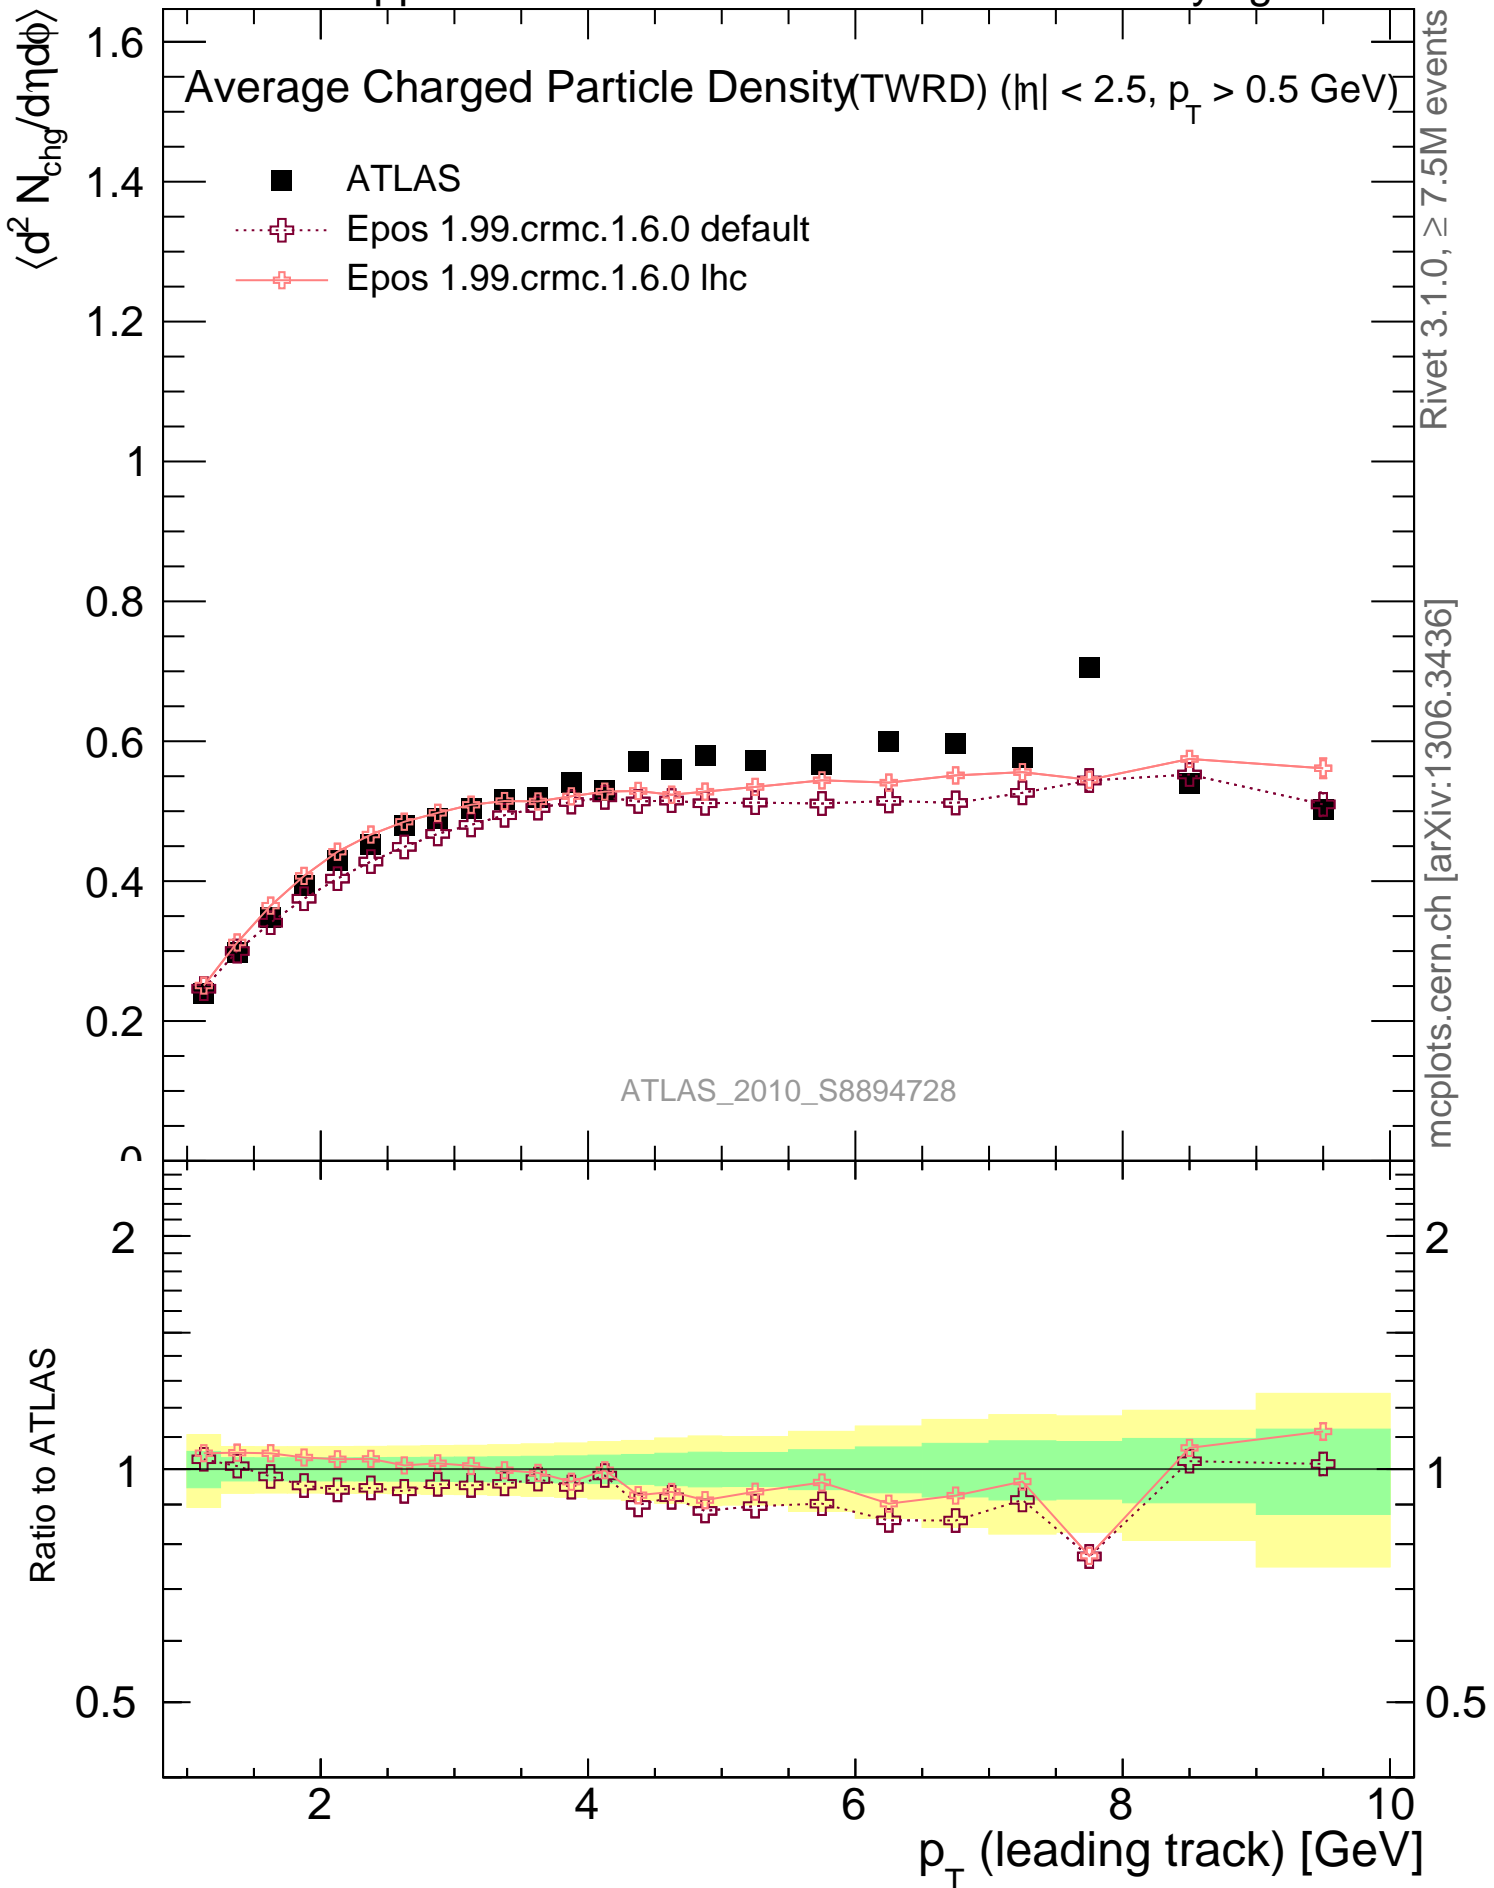 Average Charged Particle Density (TWRD) (|η| < 2.5, p_T > 0.5 GeV)
⟨d² N_chg/dηdϕ⟩
ATLAS
Epos 1.99.crmc.1.6.0 default
Epos 1.99.crmc.1.6.0 lhc
1.6
1.4
1.2
1
0.8
0.6
0.4
0.2
0
ATLAS_2010_S8894728
Rivet 3.1.0, ≥ 7.5M events
mcplots.cern.ch [arXiv:1306.3436]
Ratio to ATLAS
2
1
0.5
2
1
0.5
2
4
6
8
10
p_T (leading track) [GeV]